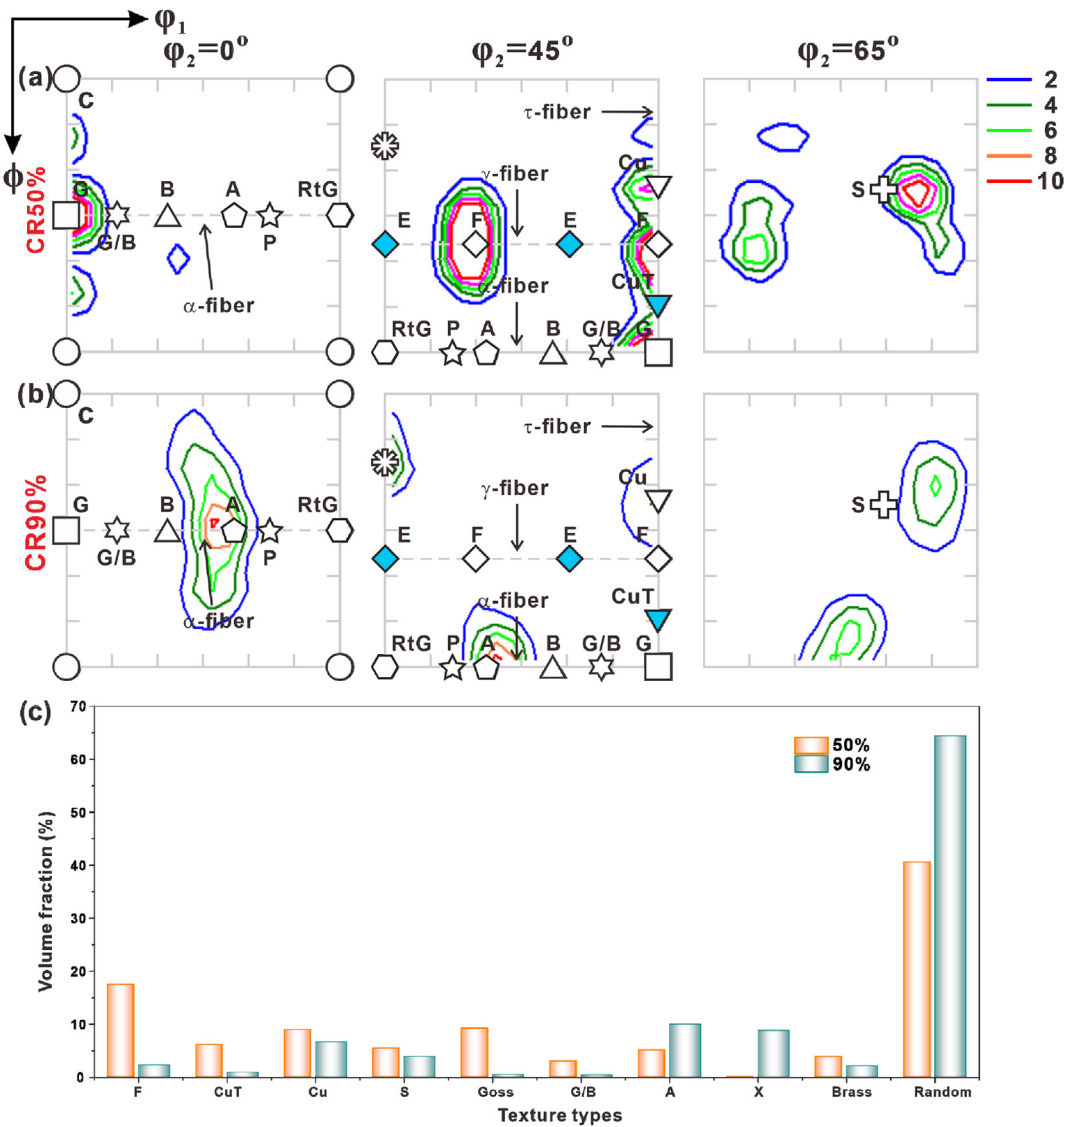 φ1
φ2=0° φ2=45° φ2=65°
(a)
ϕ
CR50%
C
G B A RtG
G/B P
α-fiber
τ-fiber
Cu
γ-fiber
E F E F
α-fiber CuT
RtG P A B G/B G
S
2
4
6
8
10
(b)
CR90%
C
G B A RtG
G/B P
α-fiber
τ-fiber
Cu
γ-fiber
E F E F
α-fiber CuT
RtG P A B G/B G
S
(c)
Volume fraction (%)
70
60
50
40
30
20
10
0
50%
90%
F CuT Cu S Goss G/B A X Brass Random
Texture types